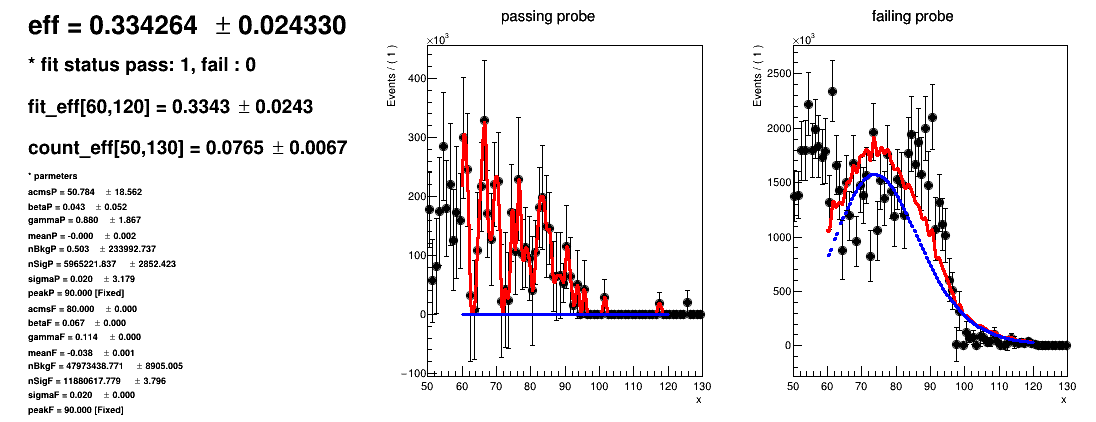 eff = 0.334264 ± 0.024330
* fit status pass: 1, fail : 0
fit_eff[60,120] = 0.3343 ± 0.0243
count_eff[50,130] = 0.0765 ± 0.0067
* parmeters
acmsP = 50.784 ± 18.562
betaP = 0.043 ± 0.052
gammaP = 0.880 ± 1.867
meanP = -0.000 ± 0.002
nBkgP = 0.503 ± 233992.737
nSigP = 5965221.837 ± 2852.423
sigmaP = 0.020 ± 3.179
peakP = 90.000 [Fixed]
acmsF = 80.000 ± 0.000
betaF = 0.067 ± 0.000
gammaF = 0.114 ± 0.000
meanF = -0.038 ± 0.001
nBkgF = 47973438.771 ± 8905.005
nSigF = 11880617.779 ± 3.796
sigmaF = 0.020 ± 0.000
peakF = 90.000 [Fixed]
passing probe
×10³
Events / ( 1 )
400
300
200
100
0
−100
50 60 70 80 90 100 110 120 130
x
failing probe
×10³
Events / ( 1 )
2500
2000
1500
1000
500
0
50 60 70 80 90 100 110 120 130
x